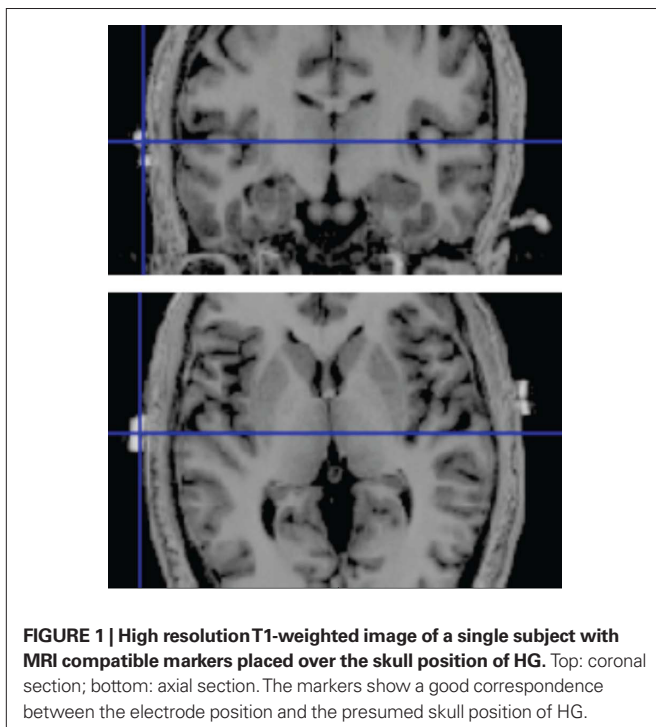 FIGURE 1 | High resolution T1-weighted image of a single subject with
MRI compatible markers placed over the skull position of HG. Top: coronal
section; bottom: axial section. The markers show a good correspondence
between the electrode position and the presumed skull position of HG.